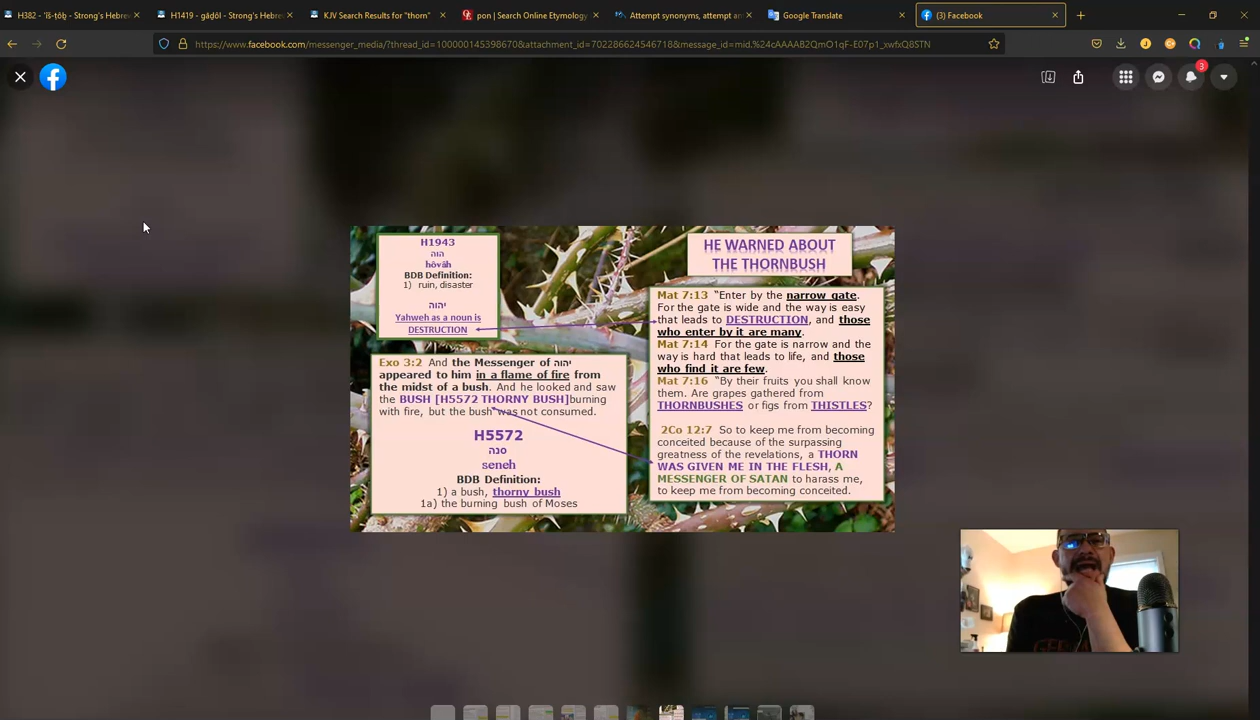 H382 - 'îš-ṭôḇ - Strong's Hebre
H1419 - gāḏôl - Strong's Hebre
KJV Search Results for "thorn"
pon | Search Online Etymology
Attempt synonyms, attempt an
Google Translate
(3) Facebook
https://www.facebook.com/messenger_media/?thread_id=100000145398670&attachment_id=702286624546718&message_id=mid.%24cAAAAB2QmO1qF-E07p1_xwfxQ8STN
3
H1943
הוה
hôvâh
BDB Definition:
1) ruin, disaster
יהוה
Yahweh as a noun is
DESTRUCTION
Exo 3:2 And the Messenger of יהוה
appeared to him in a flame of fire from
the midst of a bush. And he looked and saw
the BUSH [H5572 THORNY BUSH]burning
with fire, but the bush was not consumed.
H5572
סנה
seneh
BDB Definition:
1) a bush, thorny bush
1a) the burning bush of Moses
HE WARNED ABOUT
THE THORNBUSH
Mat 7:13 "Enter by the narrow gate.
For the gate is wide and the way is easy
that leads to DESTRUCTION, and those
who enter by it are many.
Mat 7:14 For the gate is narrow and the
way is hard that leads to life, and those
who find it are few.
Mat 7:16 "By their fruits you shall know
them. Are grapes gathered from
THORNBUSHES or figs from THISTLES?
2Co 12:7 So to keep me from becoming
conceited because of the surpassing
greatness of the revelations, a THORN
WAS GIVEN ME IN THE FLESH, A
MESSENGER OF SATAN to harass me,
to keep me from becoming conceited.